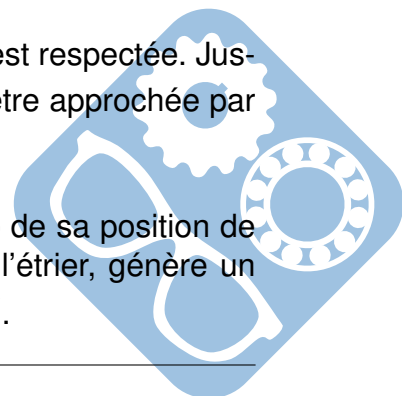 est respectée. Jus-
être approchée par
de sa position de
l'étrier, génère un
.